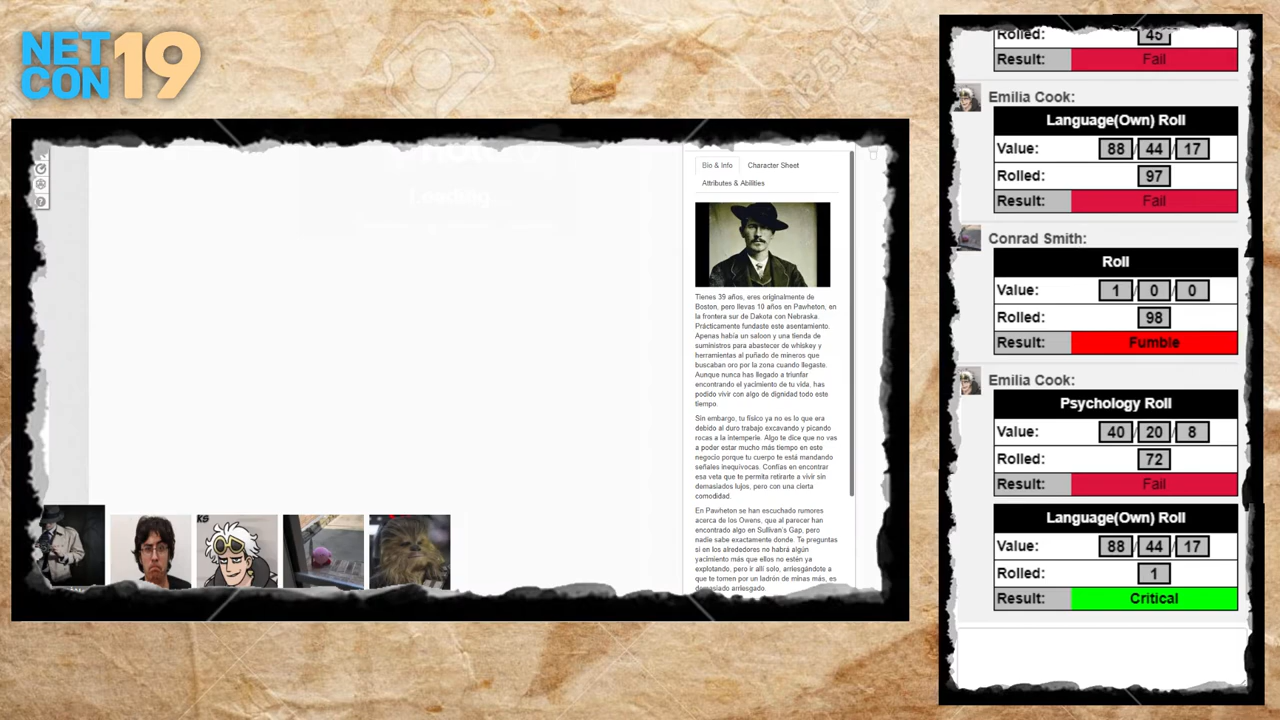 NET
CON
19
Loading
Bio & Info
Character Sheet
Attributes & Abilities
Tienes 39 años, eres originalmente de
Boston, pero llevas 10 años en Pawheton, en
la frontera sur de Dakota con Nebraska.
Prácticamente fundaste este asentamiento.
Apenas había un saloon y una tienda de
suministros para abastecer de whiskey y
herramientas al puñado de mineros que
buscaban oro por la zona cuando llegaste.
Aunque nunca has llegado a triunfar
encontrando el yacimiento de tu vida, has
podido vivir con algo de dignidad todo este
tiempo.
Sin embargo, tu físico ya no es lo que era
debido al duro trabajo excavando y picando
rocas a la intemperie. Algo te dice que no vas
a poder estar mucho más tiempo en este
negocio porque tu cuerpo te está mandando
señales inequívocas. Confías en encontrar
esa veta que te permita retirarte a vivir sin
demasiados lujos, pero con una cierta
comodidad.
En Pawheton se han escuchado rumores
acerca de los Owens, que al parecer han
encontrado algo en Sullivan's Gap, pero
nadie sabe exactamente donde. Te preguntas
si en los alrededores no habrá algún
yacimiento más que ellos no estén ya
explotando, pero ir allí solo, arriesgándote a
que te tomen por un ladrón de minas más, es
demasiado arriesgado.
KS
Rolled: 45
Result: Fail
Emilia Cook:
Language(Own) Roll
Value: 88 / 44 / 17
Rolled: 97
Result: Fail
Conrad Smith:
Roll
Value: 1 / 0 / 0
Rolled: 98
Result: Fumble
Emilia Cook:
Psychology Roll
Value: 40 / 20 / 8
Rolled: 72
Result: Fail
Language(Own) Roll
Value: 88 / 44 / 17
Rolled: 1
Result: Critical